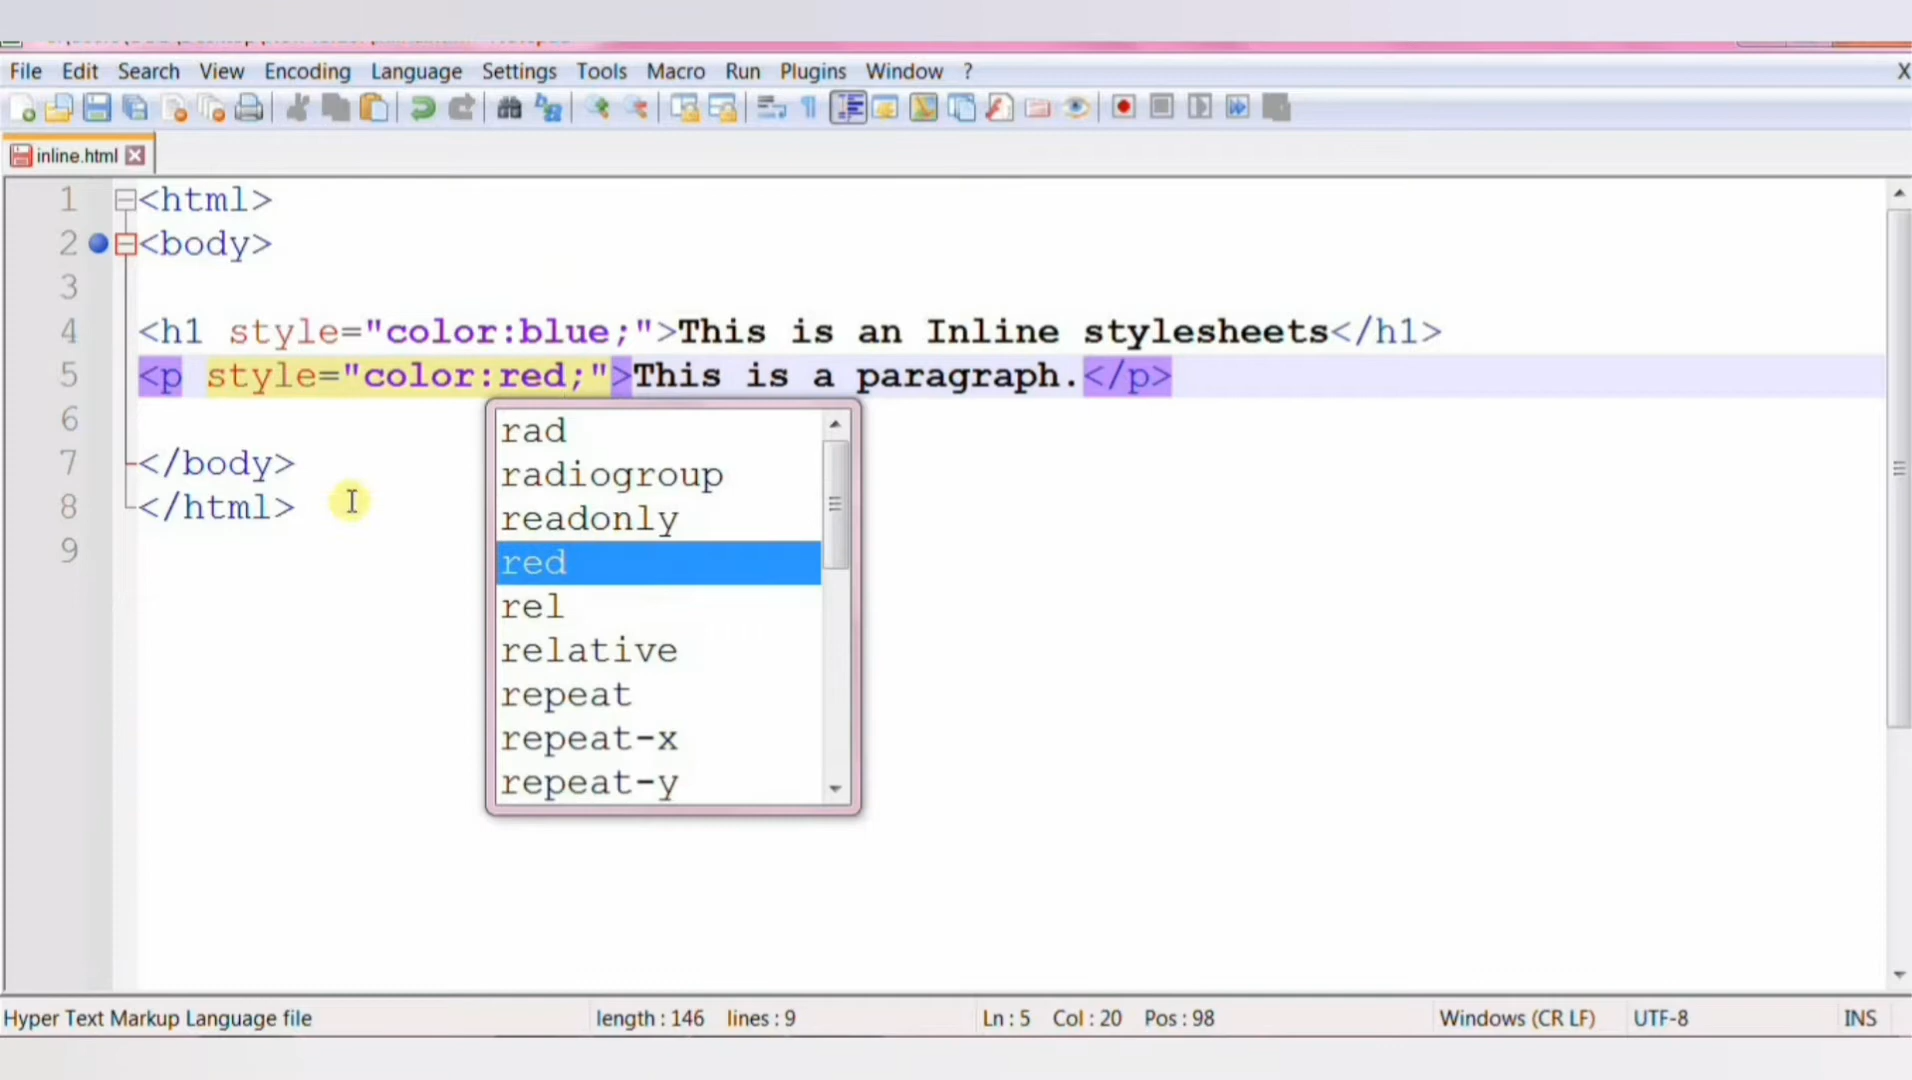 File Edit Search View Encoding Language Settings Tools Macro Run Plugins Window ? X
inline.html
1 <html>
2 <body>
3
4 <h1 style="color:blue;">This is an Inline stylesheets</h1>
5 <p style="color:red;">This is a paragraph.</p>
6
7 </body>
8 </html>
9
rad
radiogroup
readonly
red
rel
relative
repeat
repeat-x
repeat-y
Hyper Text Markup Language file length : 146 lines : 9 Ln : 5 Col : 20 Pos : 98 Windows (CR LF) UTF-8 INS